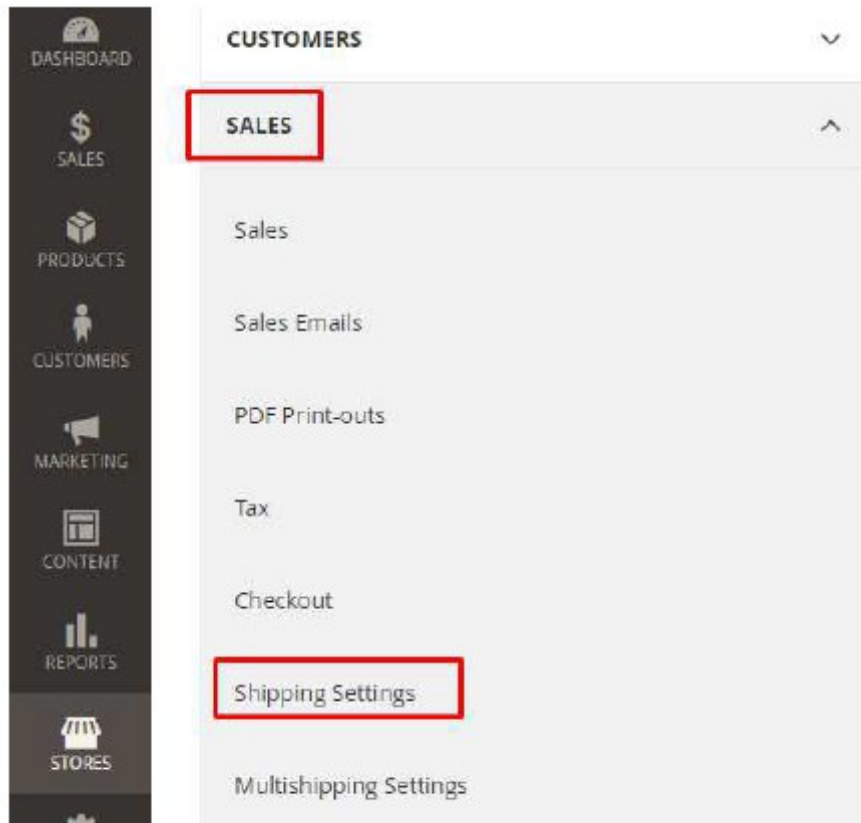 DASHBOARD
SALES
PRODUCTS
CUSTOMERS
MARKETING
CONTENT
REPORTS
STORES
CUSTOMERS
SALES
Sales
Sales Emails
PDF Print-outs
Tax
Checkout
Shipping Settings
Multishipping Settings